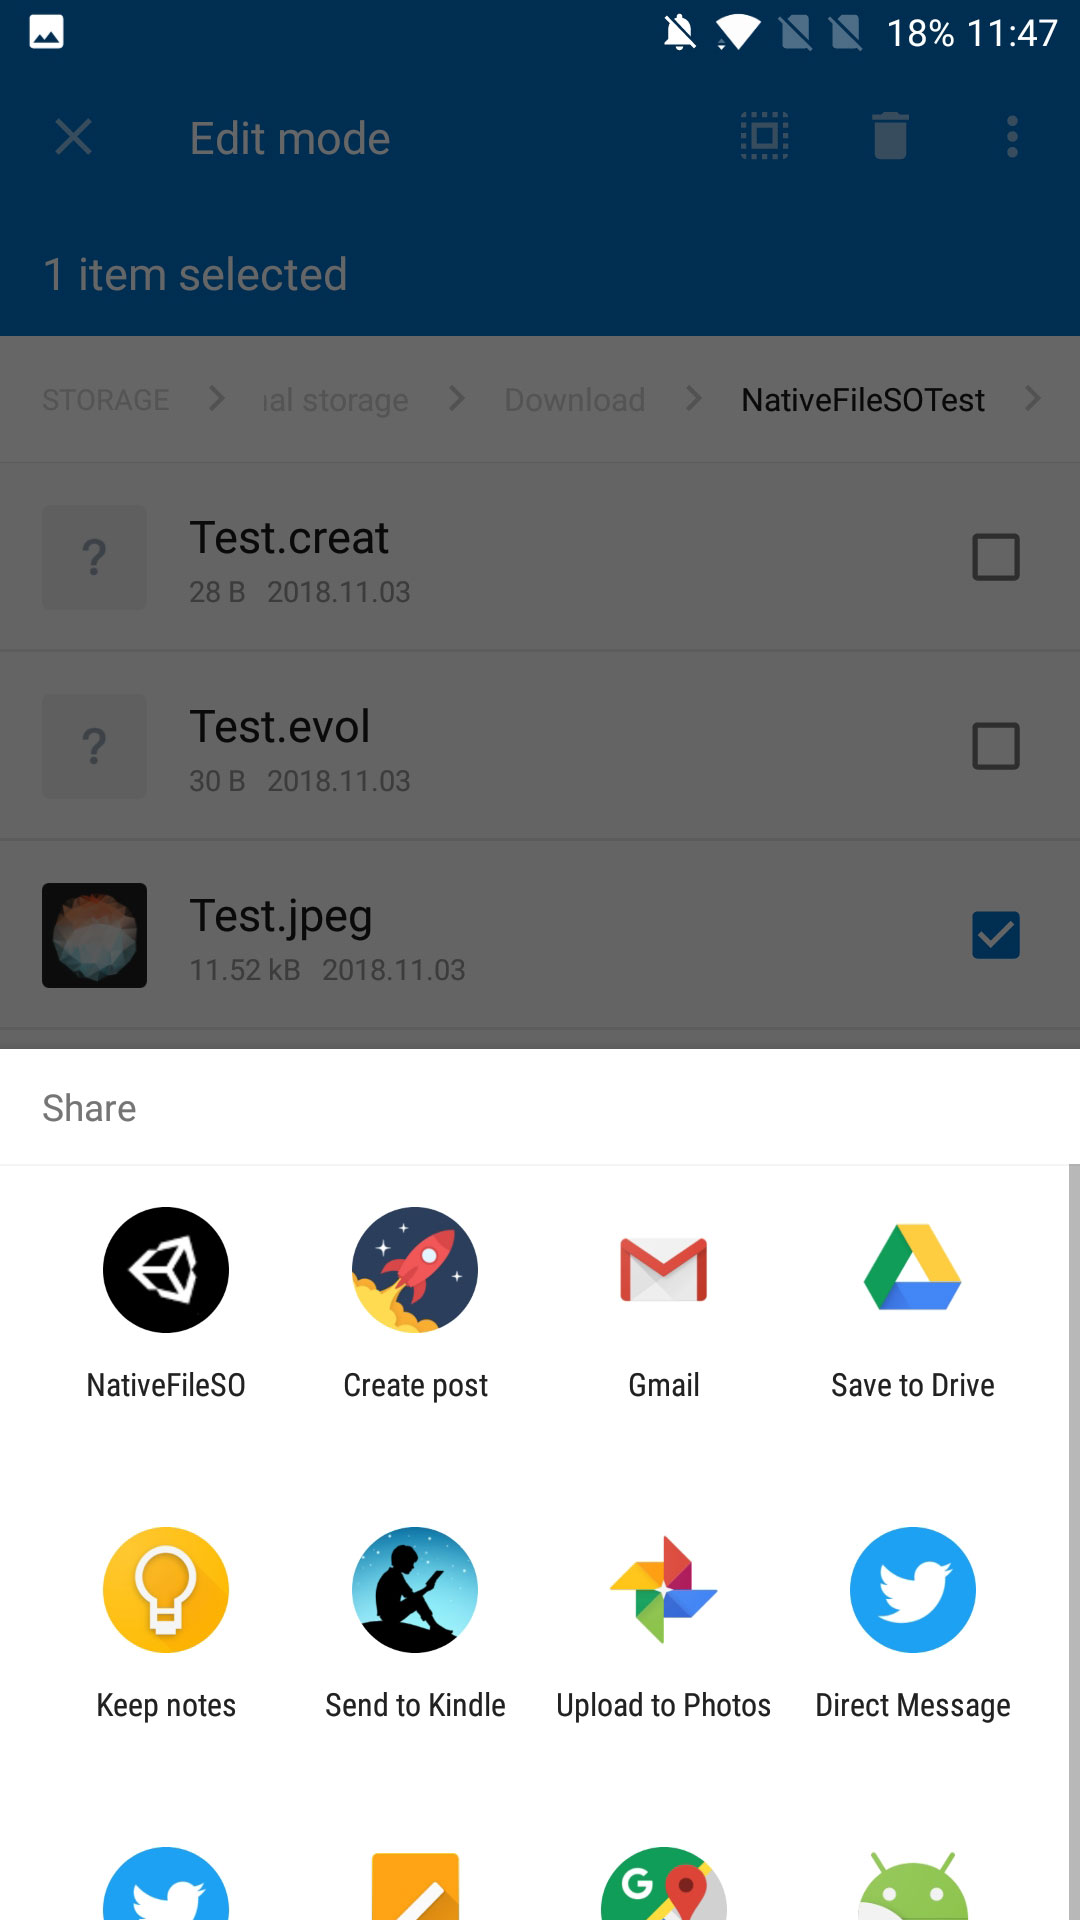 18% 11:47
Edit mode
1 item selected
STORAGE al storage Download NativeFileSOTest
?
Test.creat
28 B 2018.11.03
?
Test.evol
30 B 2018.11.03
Test.jpeg
11.52 kB 2018.11.03
Share
NativeFileSO Create post Gmail Save to Drive
Keep notes Send to Kindle Upload to Photos Direct Message
G